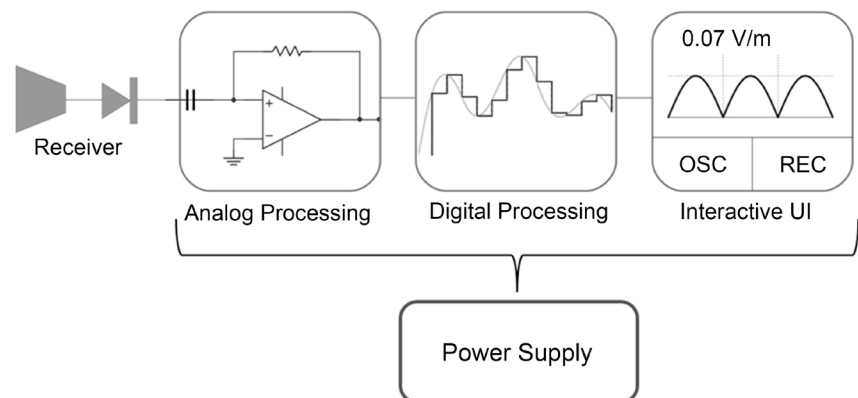 0.07 V/m
OSC
REC
Receiver
+
−
Analog Processing
Digital Processing
Interactive UI
Power Supply